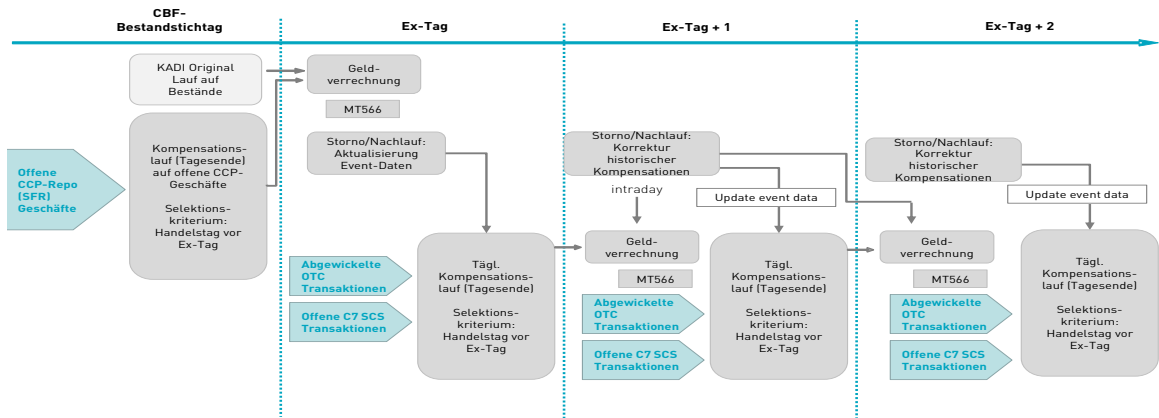 CBF-
Bestandstichtag
Ex-Tag
Ex-Tag + 1
Ex-Tag + 2
KADI Original
Lauf auf
Bestände
Offene
CCP-Repo
(SFR)
Geschäfte
Kompensations-
lauf (Tagesende)
auf offene CCP-
Geschäfte
Selektions-
kriterium:
Handelstag vor
Ex-Tag
Geld-
verrechnung
MT566
Storno/Nachlauf:
Aktualisierung
Event-Daten
Abgewickelte
OTC
Transaktionen
Offene C7 SCS
Transaktionen
Tägl.
Kompensations-
lauf (Tagesende)
Selektions-
kriterium:
Handelstag vor
Ex-Tag
Storno/Nachlauf:
Korrektur
historischer
Kompensationen
intraday
Update event data
Geld-
verrechnung
MT566
Abgewickelte
OTC
Transaktionen
Offene C7 SCS
Transaktionen
Tägl.
Kompensations-
lauf (Tagesende)
Selektions-
kriterium:
Handelstag vor
Ex-Tag
Storno/Nachlauf:
Korrektur
historischer
Kompensationen
Update event data
Geld-
verrechnung
MT566
Abgewickelte
OTC
Transaktionen
Offene C7 SCS
Transaktionen
Tägl.
Kompensations-
lauf (Tagesende)
Selektions-
kriterium:
Handelstag vor
Ex-Tag